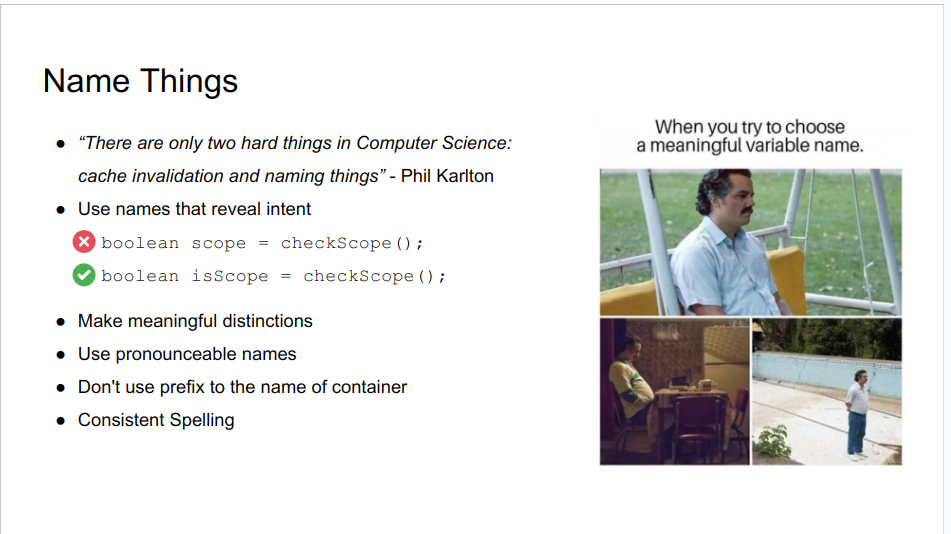 Name Things
“There are only two hard things in Computer Science:
cache invalidation and naming things” - Phil Karlton
Use names that reveal intent
boolean scope = checkScope();
boolean isScope = checkScope();
Make meaningful distinctions
Use pronounceable names
Don't use prefix to the name of container
Consistent Spelling
When you try to choose
a meaningful variable name.